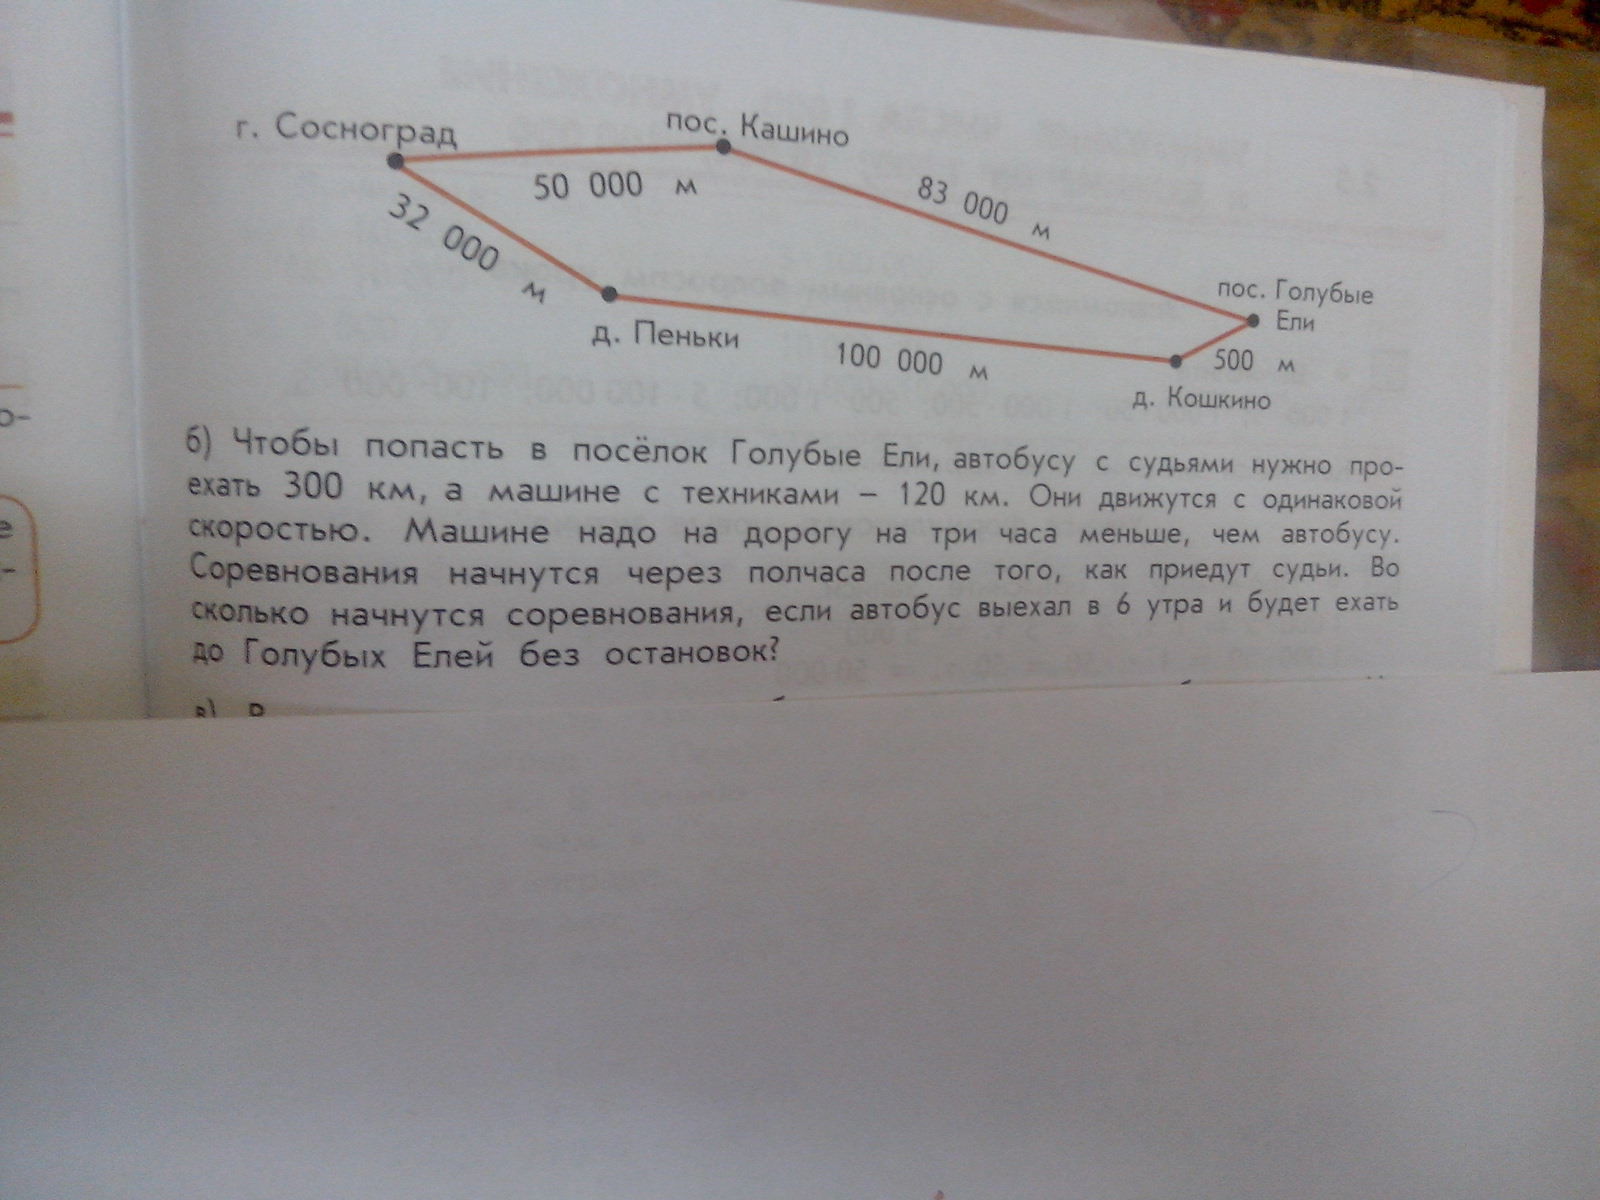 г. Сосноград
пос. Кашино
50 000 м
83 000 м
32 000 м
пос. Голубые
Ели
д. Пеньки
100 000 м
500 м
д. Кошкино
б) Чтобы попасть в посёлок Голубые Ели, автобусу с судьями нужно про-
ехать 300 км, а машине с техниками – 120 км. Они движутся с одинаковой
скоростью. Машине надо на дорогу на три часа меньше, чем автобусу.
Соревнования начнутся через полчаса после того, как приедут судьи. Во
сколько начнутся соревнования, если автобус выехал в 6 утра и будет ехать
до Голубых Елей без остановок?